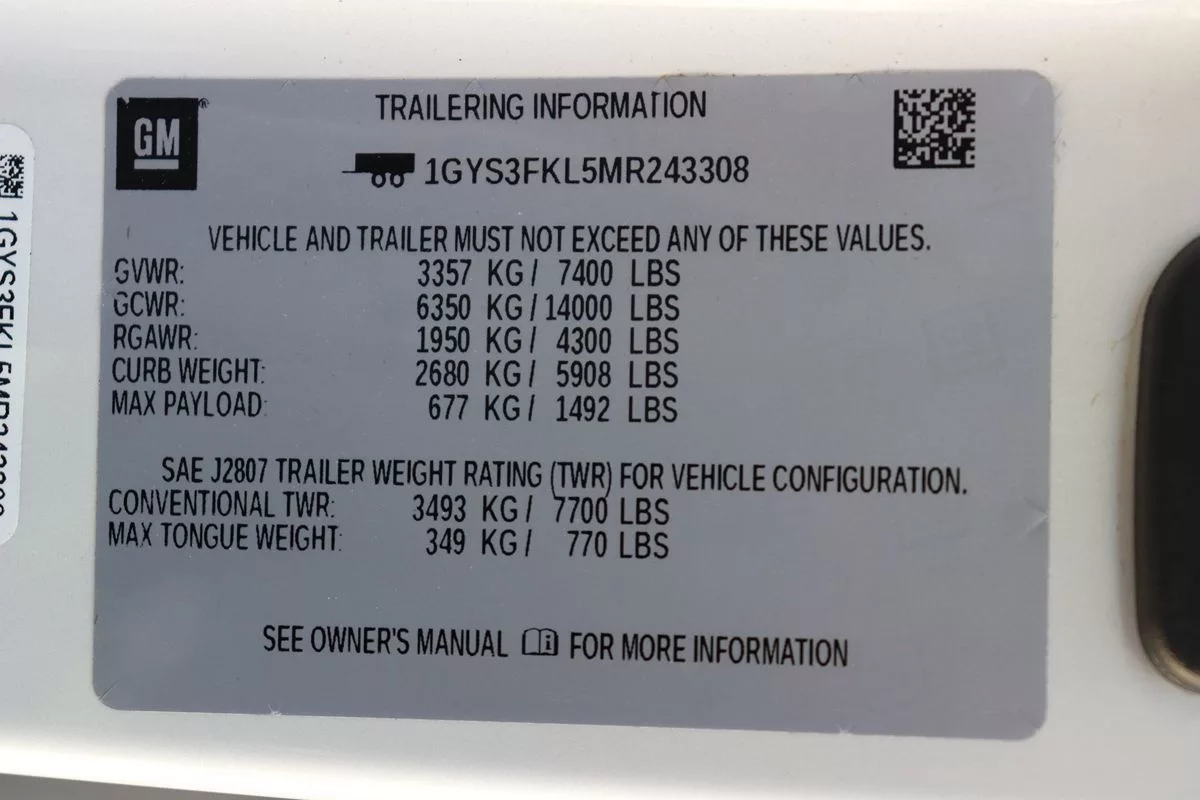 GM
TRAILERING INFORMATION
1GYS3FKL5MR243308
VEHICLE AND TRAILER MUST NOT EXCEED ANY OF THESE VALUES.
GVWR: 3357 KG/ 7400 LBS
GCWR: 6350 KG/14000 LBS
RGAWR: 1950 KG/ 4300 LBS
CURB WEIGHT: 2680 KG/ 5908 LBS
MAX PAYLOAD: 677 KG/ 1492 LBS
SAE J2807 TRAILER WEIGHT RATING (TWR) FOR VEHICLE CONFIGURATION.
CONVENTIONAL TWR: 3493 KG/ 7700 LBS
MAX TONGUE WEIGHT: 349 KG/ 770 LBS
SEE OWNER'S MANUAL FOR MORE INFORMATION
1GYS3FKL5MR243308